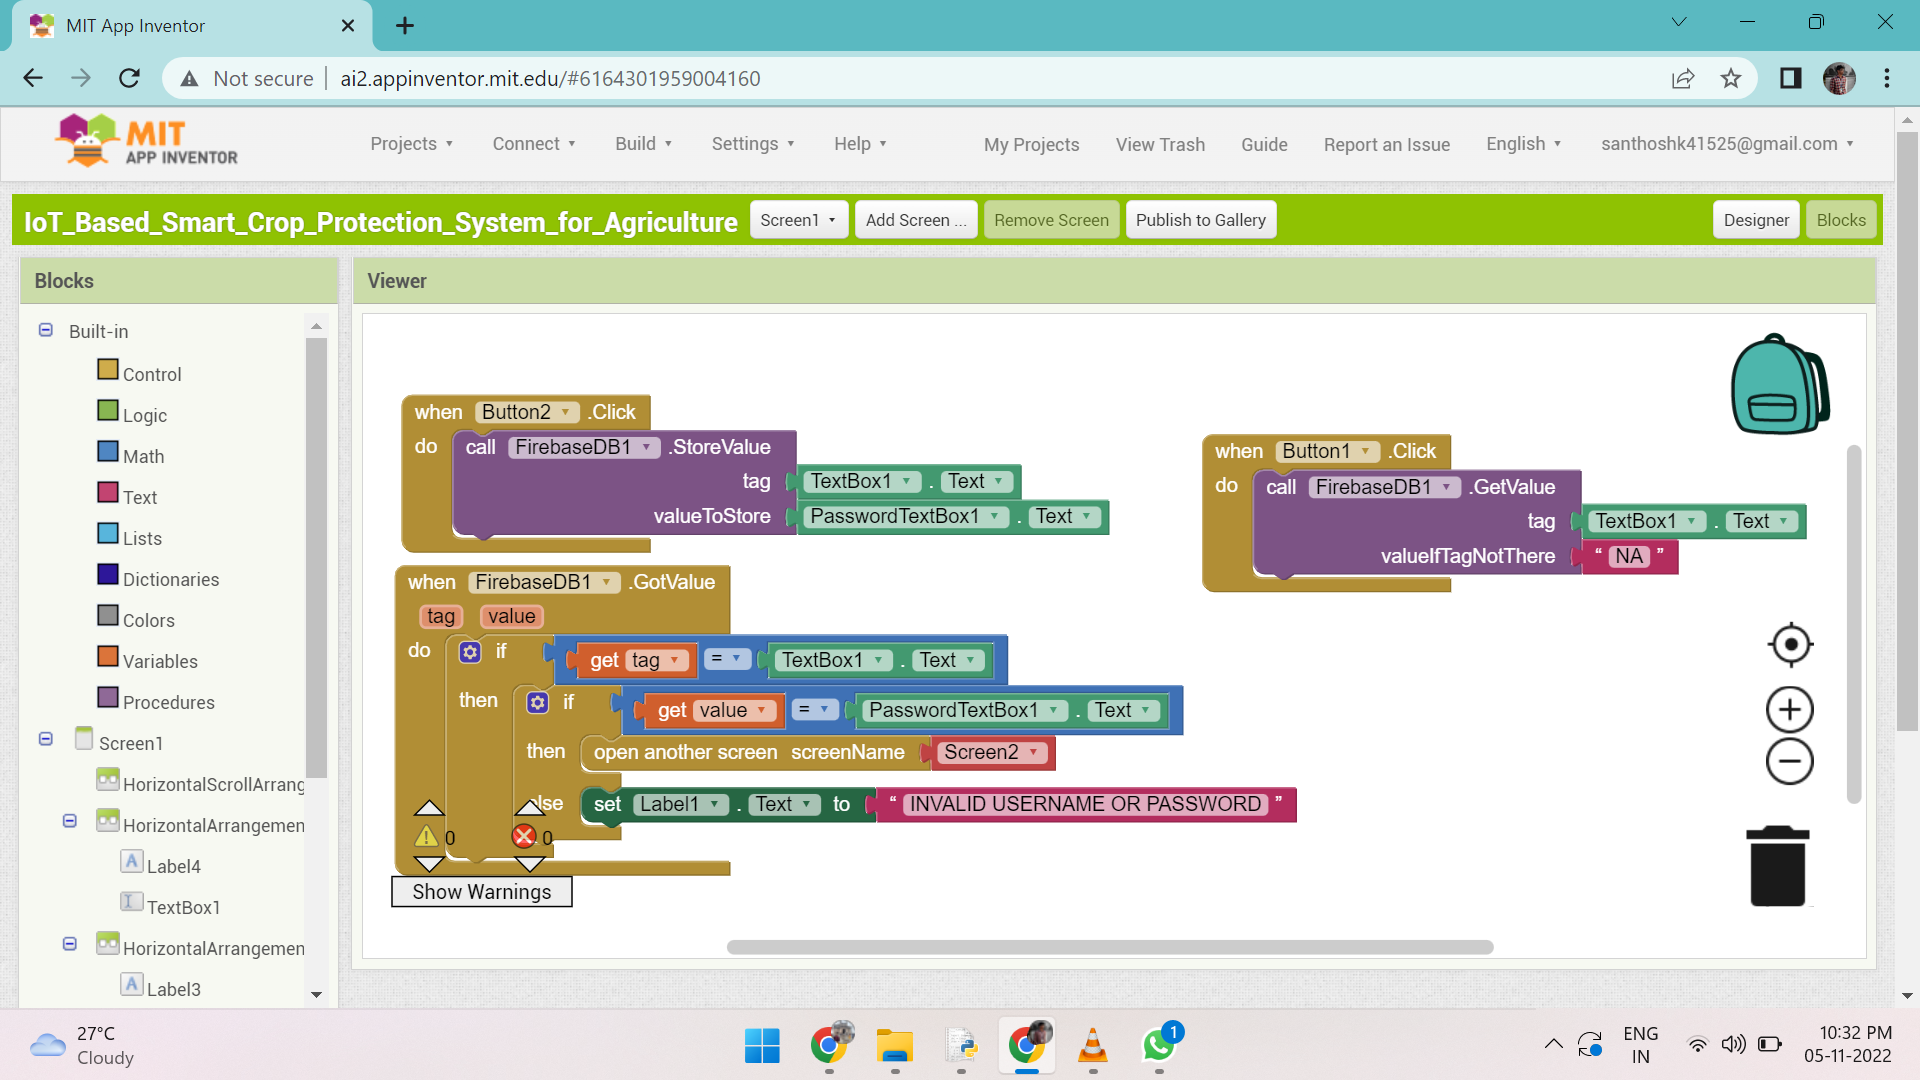 MIT App Inventor
Not secure
ai2.appinventor.mit.edu/#6164301959004160
MIT
APP INVENTOR
Projects
Connect
Build
Settings
Help
My Projects
View Trash
Guide
Report an Issue
English
santhoshk41525@gmail.com
IoT_Based_Smart_Crop_Protection_System_for_Agriculture
Screen1
Add Screen ...
Remove Screen
Publish to Gallery
Designer
Blocks
Blocks
Built-in
Control
Logic
Math
Text
Lists
Dictionaries
Colors
Variables
Procedures
Screen1
HorizontalScrollArrang
HorizontalArrangemen
Label4
TextBox1
HorizontalArrangemen
Label3
Viewer
when Button2 .Click
do call FirebaseDB1 .StoreValue
tag TextBox1 . Text
valueToStore PasswordTextBox1 . Text
when Button1 .Click
do call FirebaseDB1 .GetValue
tag TextBox1 . Text
valueIfTagNotThere “ NA ”
when FirebaseDB1 .GotValue
tag value
do if get tag = TextBox1 . Text
then if get value = PasswordTextBox1 . Text
then open another screen screenName Screen2
else set Label1 . Text to “ INVALID USERNAME OR PASSWORD ”
0 0
Show Warnings
27°C
Cloudy
1
ENG
IN
10:32 PM
05-11-2022